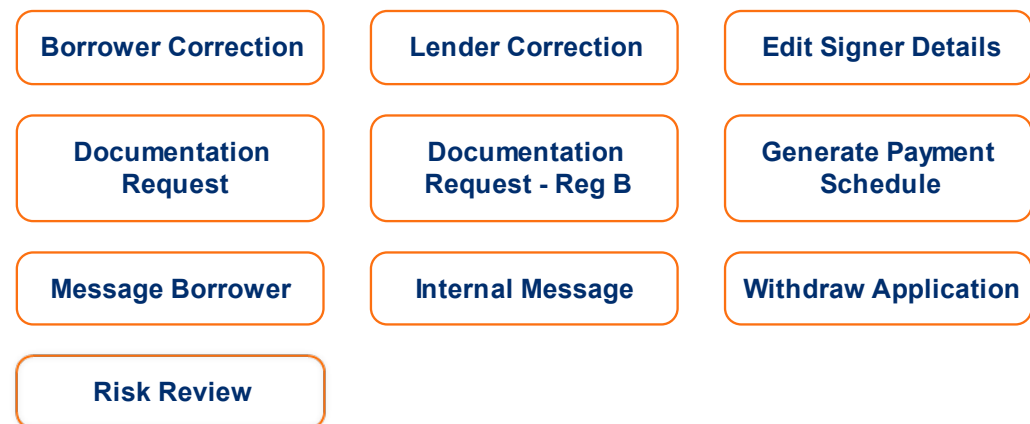 Borrower Correction
Lender Correction
Edit Signer Details
Documentation
Request
Documentation
Request - Reg B
Generate Payment
Schedule
Message Borrower
Internal Message
Withdraw Application
Risk Review